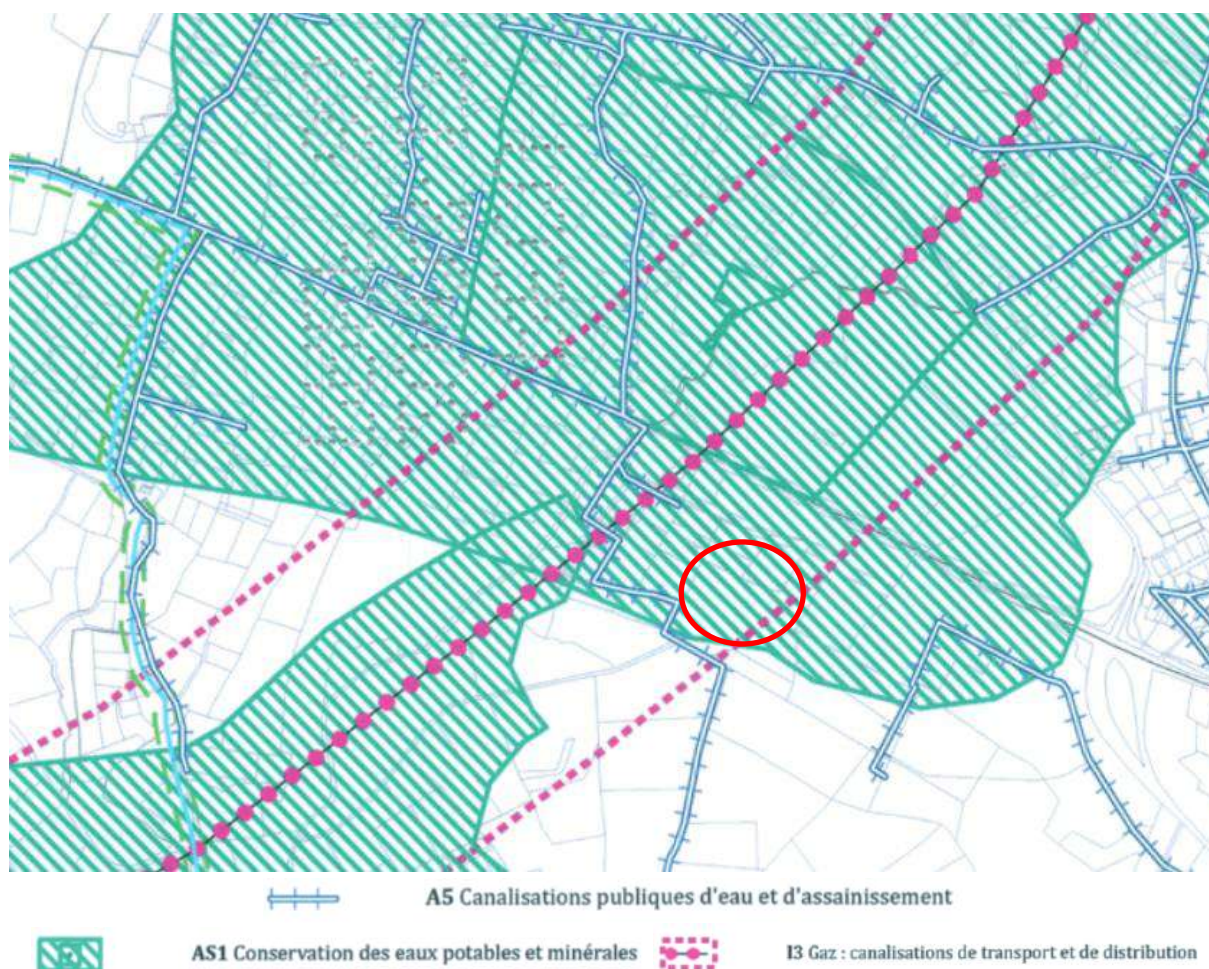 A5 Canalisations publiques d'eau et d'assainissement
AS1 Conservation des eaux potables et minérales
I3 Gaz : canalisations de transport et de distribution